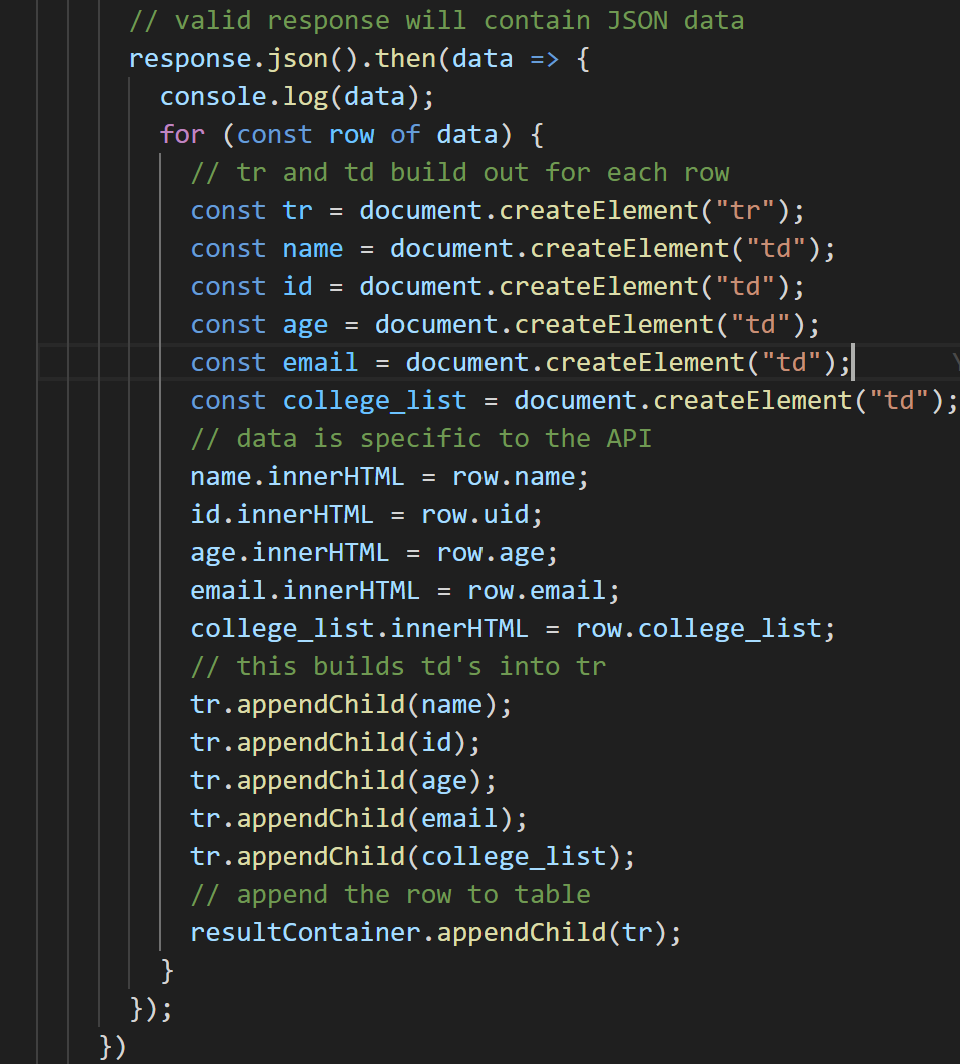 // valid response will contain JSON data
response.json().then(data => {
console.log(data);
for (const row of data) {
// tr and td build out for each row
const tr = document.createElement("tr");
const name = document.createElement("td");
const id = document.createElement("td");
const age = document.createElement("td");
const email = document.createElement("td");
const college_list = document.createElement("td");
// data is specific to the API
name.innerHTML = row.name;
id.innerHTML = row.uid;
age.innerHTML = row.age;
email.innerHTML = row.email;
college_list.innerHTML = row.college_list;
// this builds td's into tr
tr.appendChild(name);
tr.appendChild(id);
tr.appendChild(age);
tr.appendChild(email);
tr.appendChild(college_list);
// append the row to table
resultContainer.appendChild(tr);
}
});
})